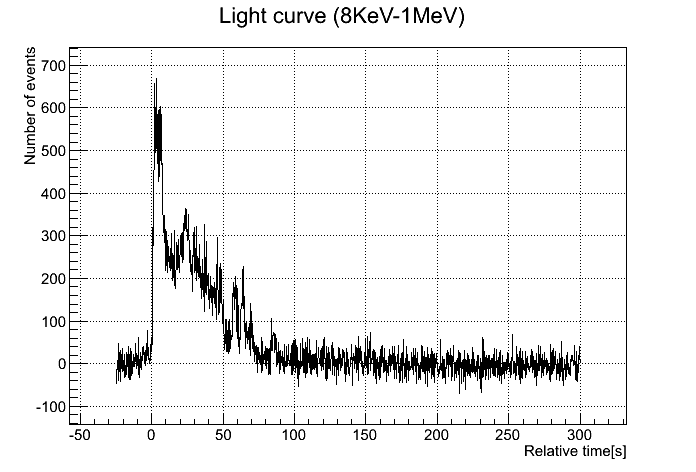 Light curve (8KeV-1MeV)
Number of events
700
600
500
400
300
200
100
0
-100
-50 0 50 100 150 200 250 300
Relative time[s]